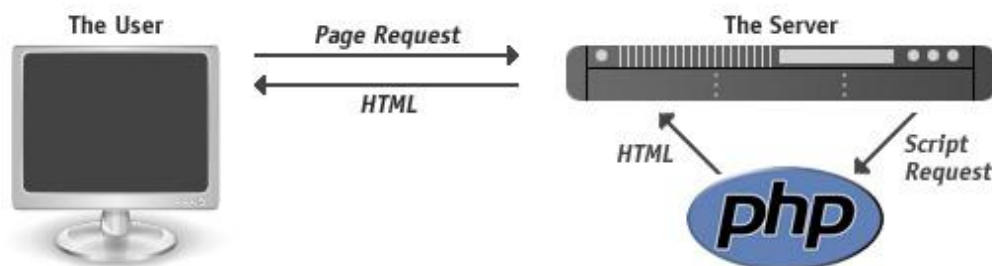 The User
Page Request
HTML
The Server
HTML
Script
Request
php